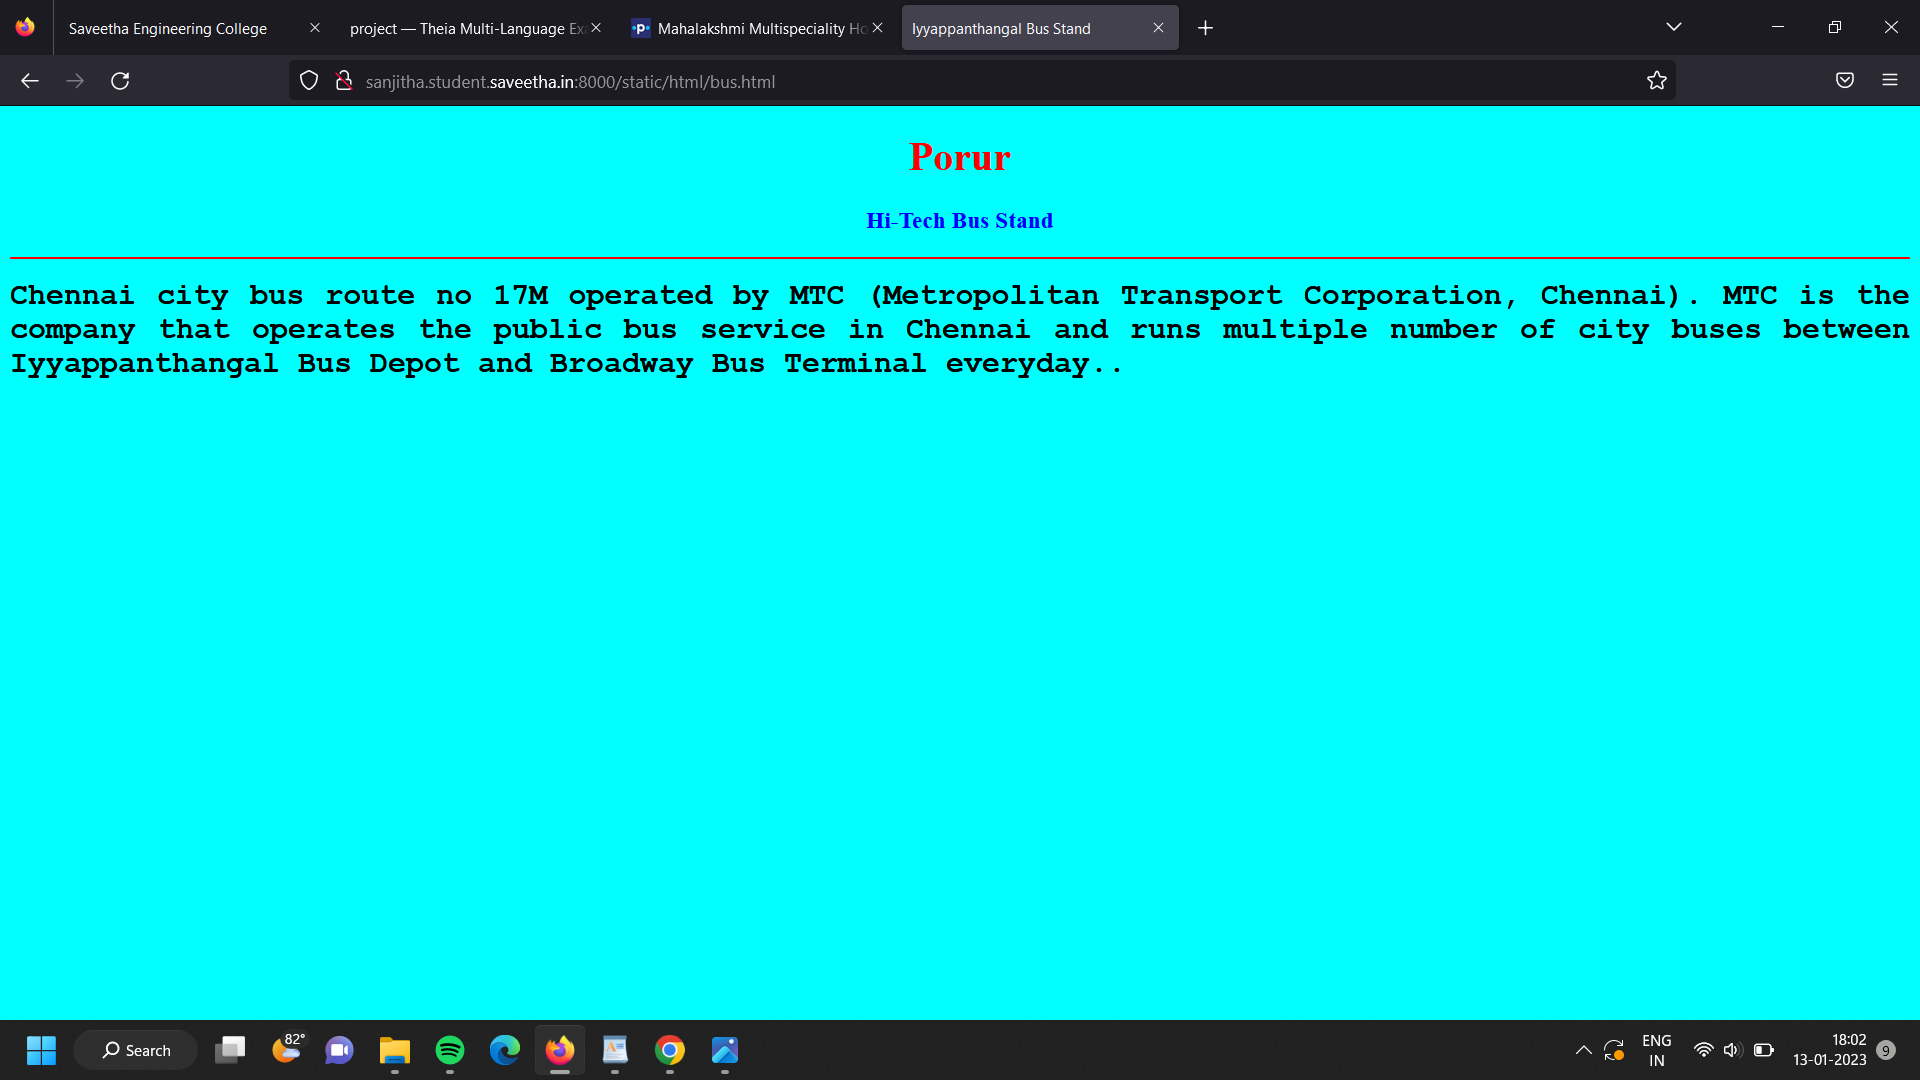 Saveetha Engineering College
project — Theia Multi-Language Ex
Mahalakshmi Multispeciality Ho
Iyyappanthangal Bus Stand
sanjitha.student.saveetha.in:8000/static/html/bus.html
Porur
Hi-Tech Bus Stand
Chennai city bus route no 17M operated by MTC (Metropolitan Transport Corporation, Chennai). MTC is the
company that operates the public bus service in Chennai and runs multiple number of city buses between
Iyyappanthangal Bus Depot and Broadway Bus Terminal everyday..
Search
82°
ENG
IN
18:02
13-01-2023
9